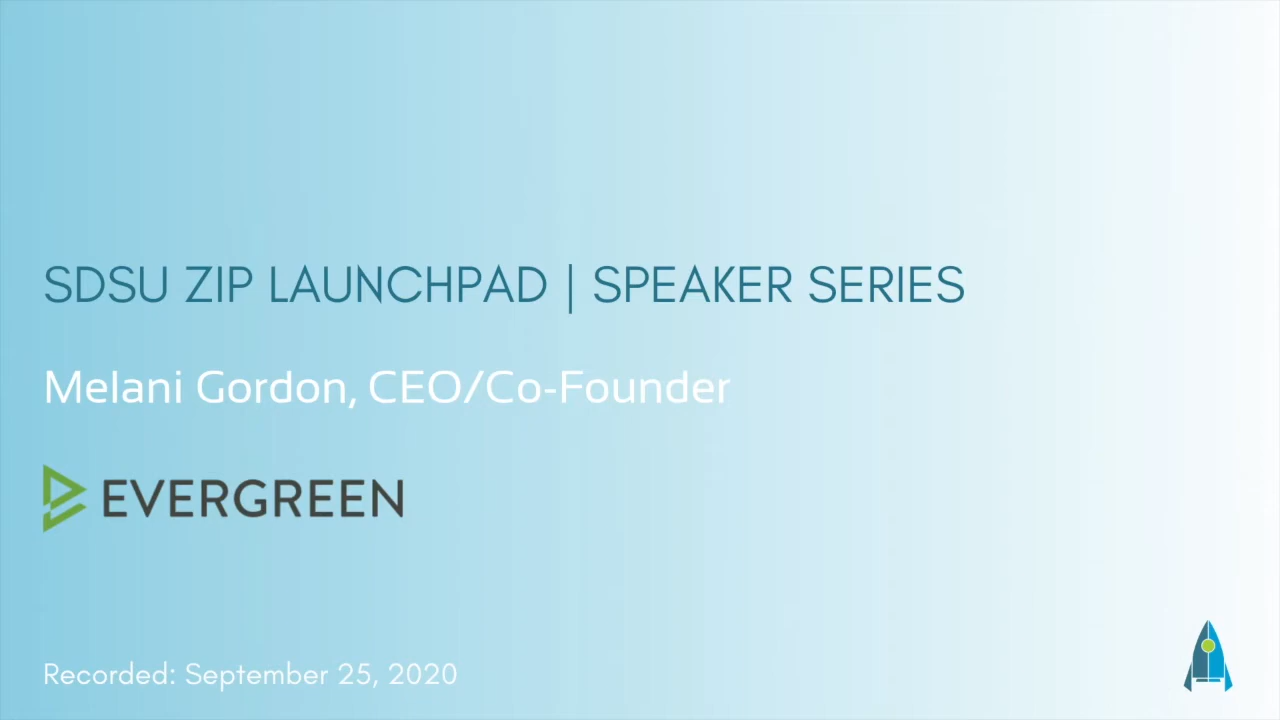 SDSU ZIP LAUNCHPAD | SPEAKER SERIES
Melani Gordon, CEO/Co-Founder
EVERGREEN
Recorded: September 25, 2020